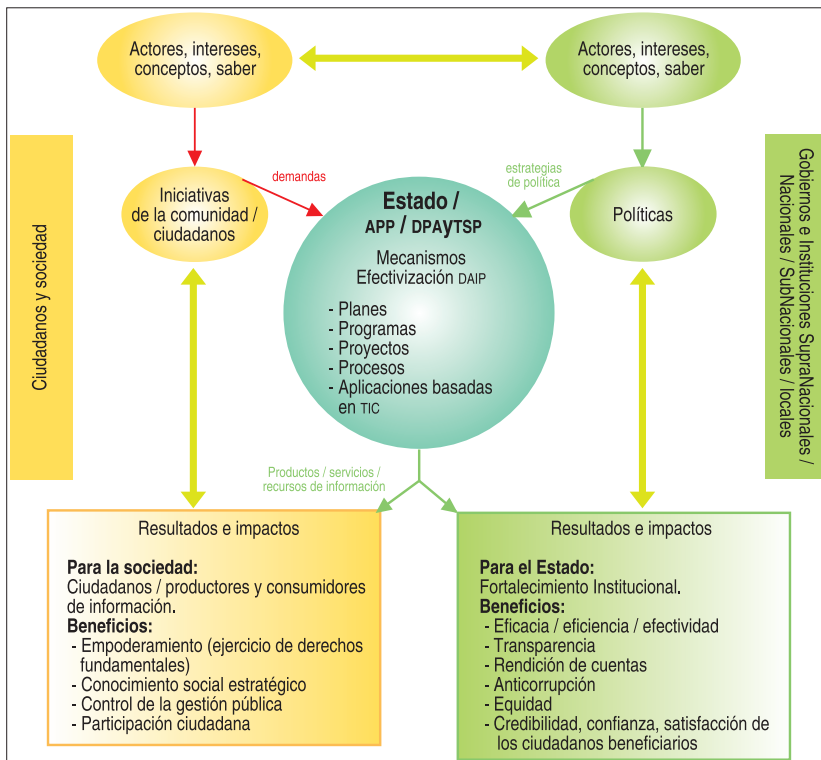 Actores, intereses,
conceptos, saber
Actores, intereses,
conceptos, saber
Ciudadanos y sociedad
Gobiernos e Instituciones SupraNacionales /
Nacionales / SubNacionales / locales
Iniciativas
de la comunidad /
ciudadanos
demandas
estrategias
de política
Políticas
Estado /
APP / DPAyTSP
Mecanismos
Efectivización DAIP
- Planes
- Programas
- Proyectos
- Procesos
- Aplicaciones basadas
en TIC
Productos / servicios /
recursos de información
Resultados e impactos
Para la sociedad:
Ciudadanos / productores y consumidores
de información.
Beneficios:
- Empoderamiento (ejercicio de derechos
fundamentales)
- Conocimiento social estratégico
- Control de la gestión pública
- Participación ciudadana
Resultados e impactos
Para el Estado:
Fortalecimiento Institucional.
Beneficios:
- Eficacia / eficiencia / efectividad
- Transparencia
- Rendición de cuentas
- Anticorrupción
- Equidad
- Credibilidad, confianza, satisfacción de
los ciudadanos beneficiarios